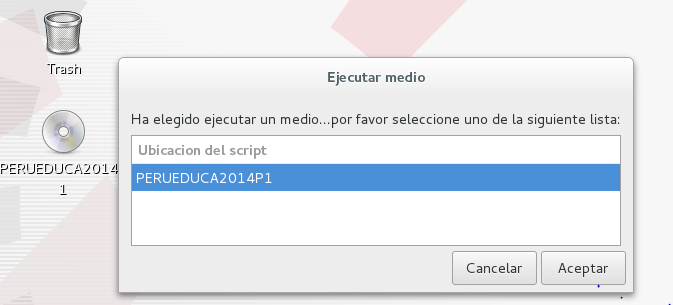 Trash
PERUEDUCA2014
1
Ejecutar medio
Ha elegido ejecutar un medio...por favor seleccione uno de la siguiente lista:
Ubicacion del script
PERUEDUCA2014P1
Cancelar
Aceptar